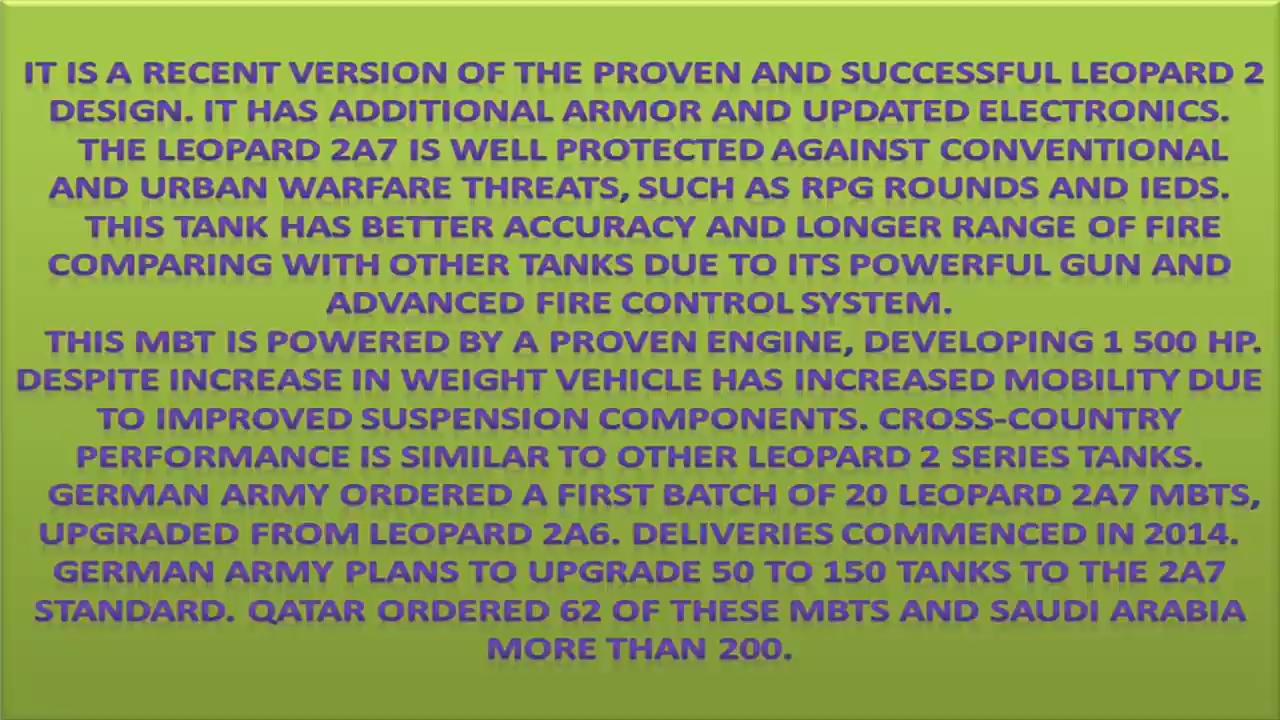 IT IS A RECENT VERSION OF THE PROVEN AND SUCCESSFUL LEOPARD 2
DESIGN. IT HAS ADDITIONAL ARMOR AND UPDATED ELECTRONICS.
THE LEOPARD 2A7 IS WELL PROTECTED AGAINST CONVENTIONAL
AND URBAN WARFARE THREATS, SUCH AS RPG ROUNDS AND IEDS.
THIS TANK HAS BETTER ACCURACY AND LONGER RANGE OF FIRE
COMPARING WITH OTHER TANKS DUE TO ITS POWERFUL GUN AND
ADVANCED FIRE CONTROL SYSTEM.
THIS MBT IS POWERED BY A PROVEN ENGINE, DEVELOPING 1 500 HP.
DESPITE INCREASE IN WEIGHT VEHICLE HAS INCREASED MOBILITY DUE
TO IMPROVED SUSPENSION COMPONENTS. CROSS-COUNTRY
PERFORMANCE IS SIMILAR TO OTHER LEOPARD 2 SERIES TANKS.
GERMAN ARMY ORDERED A FIRST BATCH OF 20 LEOPARD 2A7 MBTS,
UPGRADED FROM LEOPARD 2A6. DELIVERIES COMMENCED IN 2014.
GERMAN ARMY PLANS TO UPGRADE 50 TO 150 TANKS TO THE 2A7
STANDARD. QATAR ORDERED 62 OF THESE MBTS AND SAUDI ARABIA
MORE THAN 200.